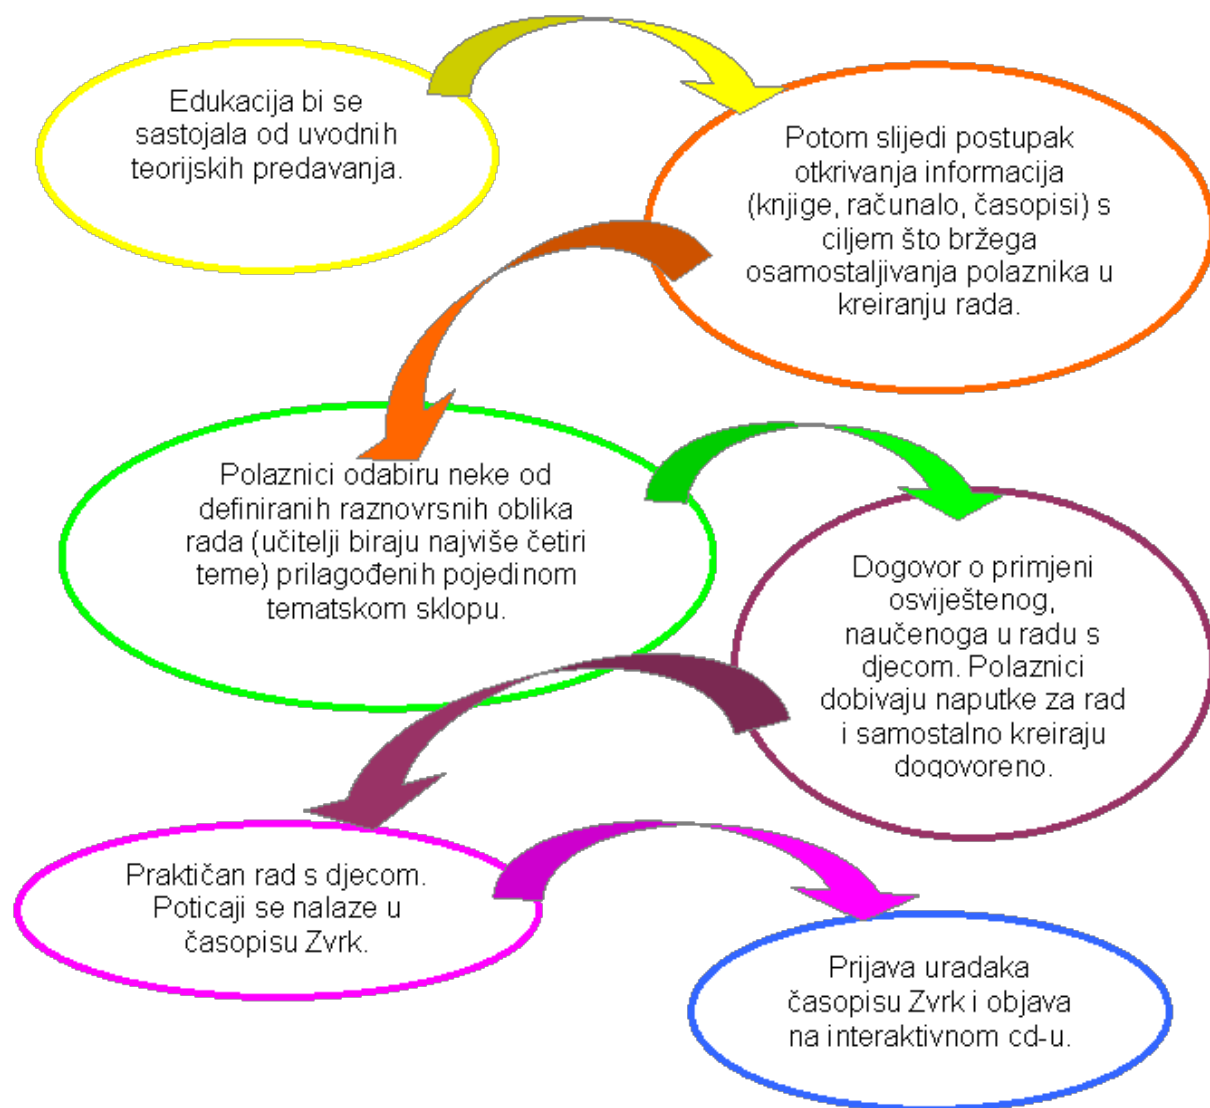 Edukacija bi se
sastojala od uvodnih
teorijskih predavanja.
Potom slijedi postupak
otkrivanja informacija
(knjige, računalo, časopisi) s
ciljem što bržega
osamostaljivanja polaznika u
kreiranju rada.
Polaznici odabiru neke od
definiranih raznovrsnih oblika
rada (učitelji biraju najviše četiri
teme) prilagođenih pojedinom
tematskom sklopu.
Dogovor o primjeni
osviještenog,
naučenoga u radu s
djecom. Polaznici
dobivaju naputke za rad
i samostalno kreiraju
dogovoreno.
Praktičan rad s djecom.
Poticaji se nalaze u
časopisu Zvrk.
Prijava uradaka
časopisu Zvrk i objava
na interaktivnom cd-u.